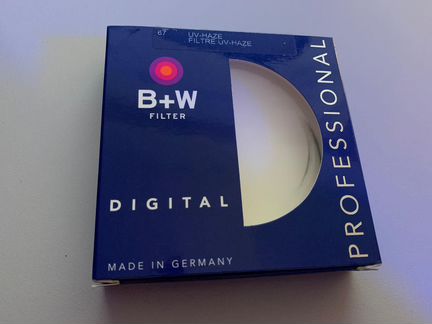 67 UV-HAZE
FILTRE UV-HAZE
B+W
FILTER
DIGITAL
MADE IN GERMANY
PROFESSIONAL